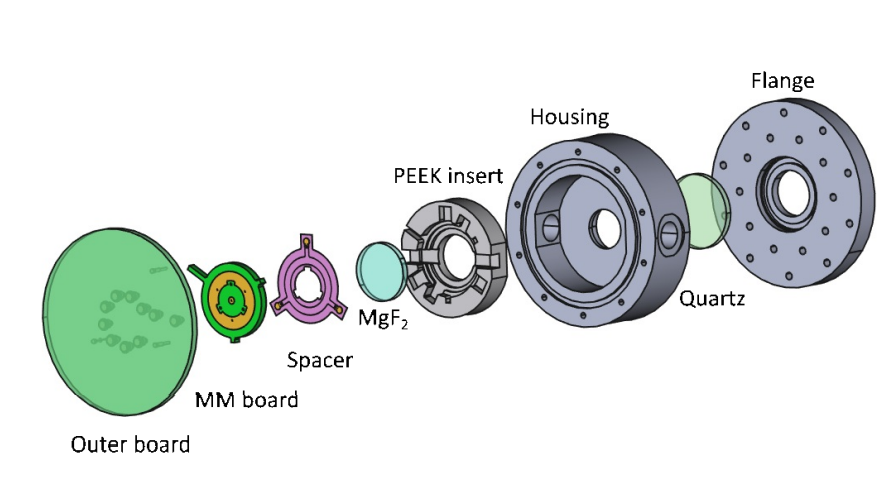 Flange
Housing
PEEK insert
Quartz
MgF₂
Spacer
MM board
Outer board